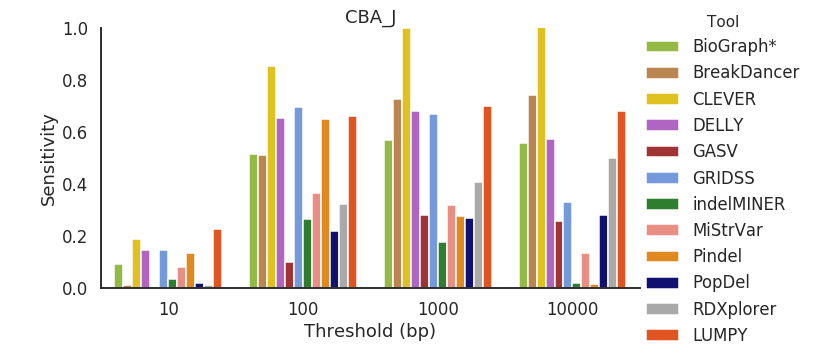 CBA_J
Sensitivity
1.0
0.8
0.6
0.4
0.2
0.0
10
100
1000
10000
Threshold (bp)
Tool
BioGraph*
BreakDancer
CLEVER
DELLY
GASV
GRIDSS
indelMINER
MiStrVar
Pindel
PopDel
RDXplorer
LUMPY